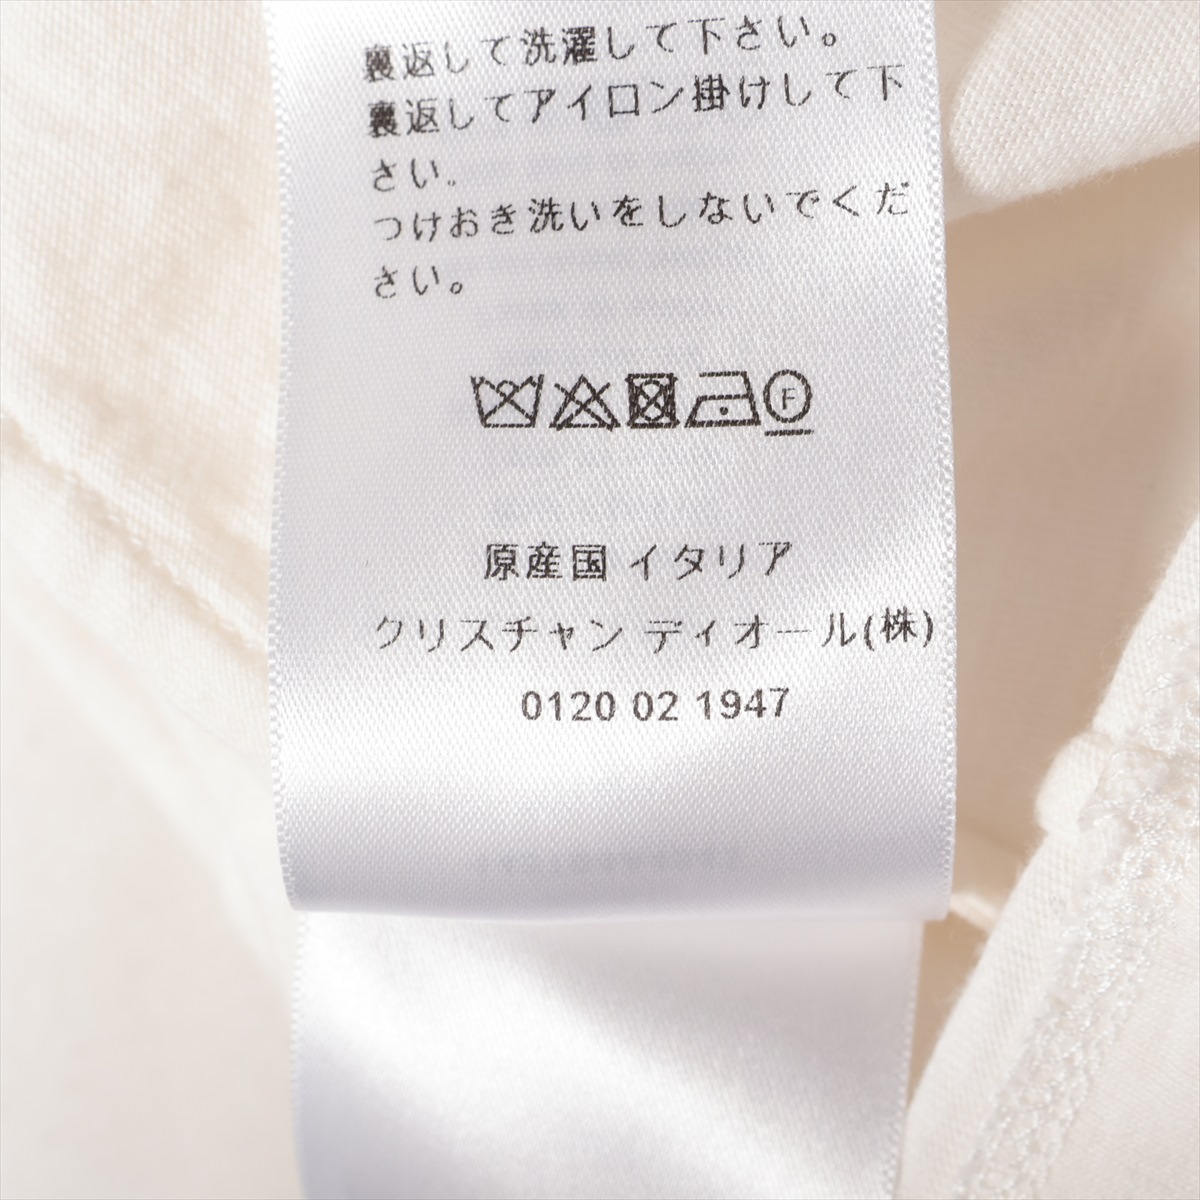 裏返して洗濯して下さい。
裏返してアイロン掛けして下
さい。
つけおき洗いをしないでくだ
さい。
F
原産国 イタリア
クリスチャン ディオール(株)
0120 02 1947